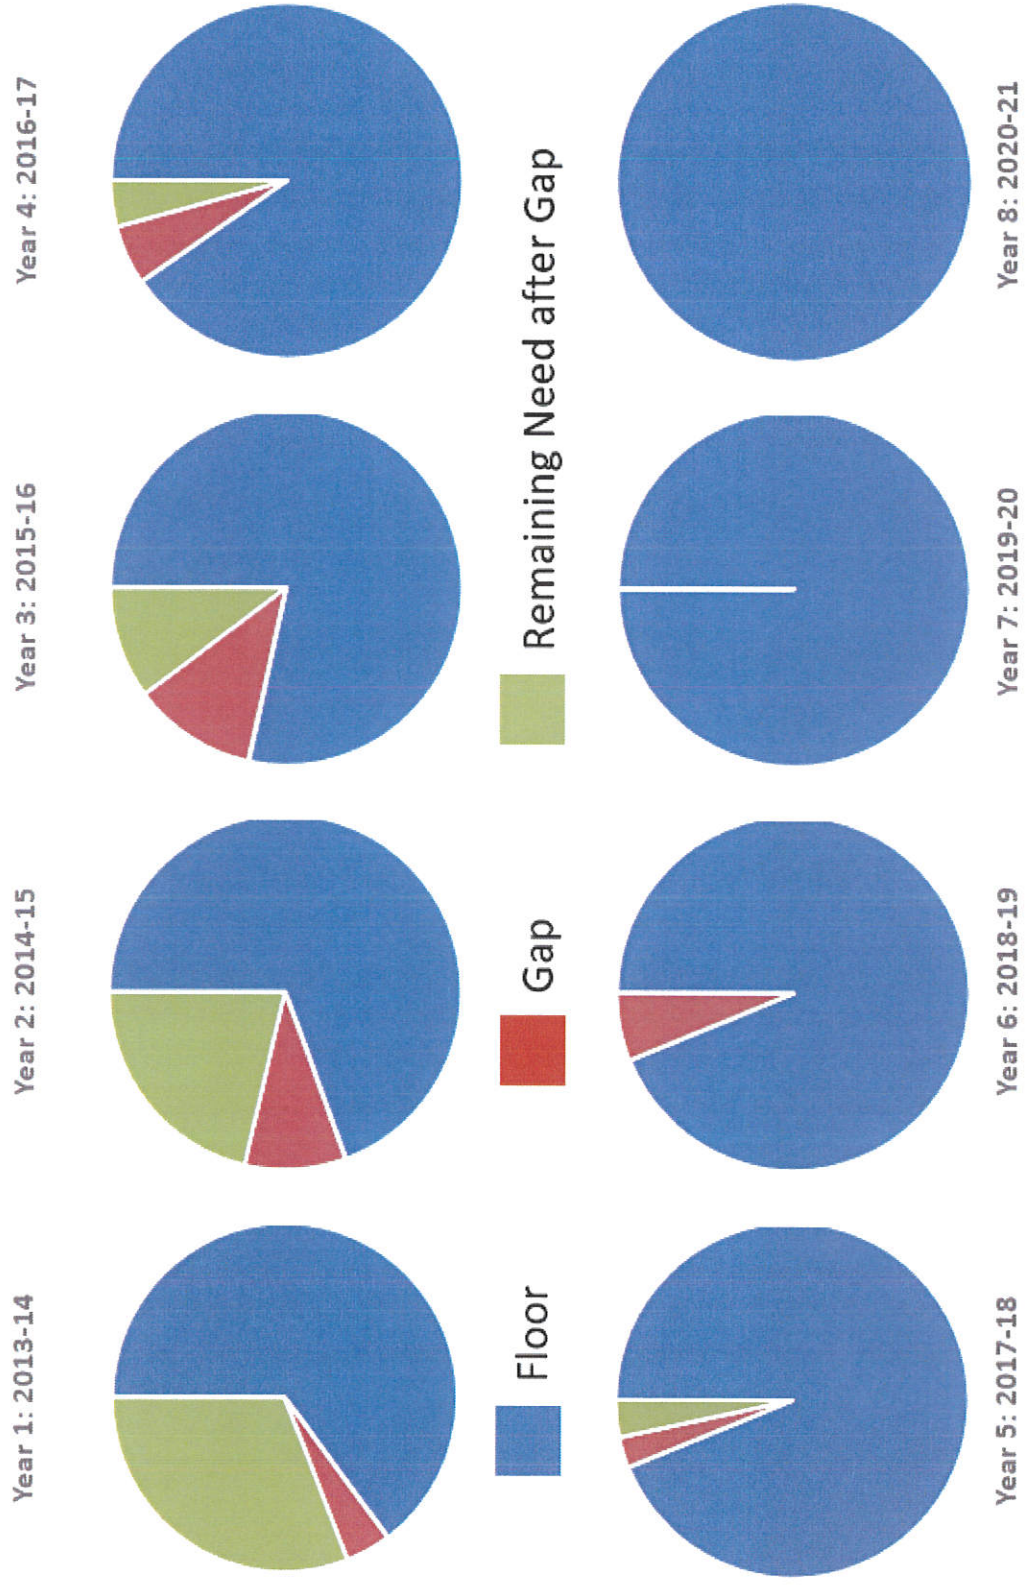 Year 1: 2013-14
Year 2: 2014-15
Year 3: 2015-16
Year 4: 2016-17
Floor
Gap
Remaining Need after Gap
Year 5: 2017-18
Year 6: 2018-19
Year 7: 2019-20
Year 8: 2020-21